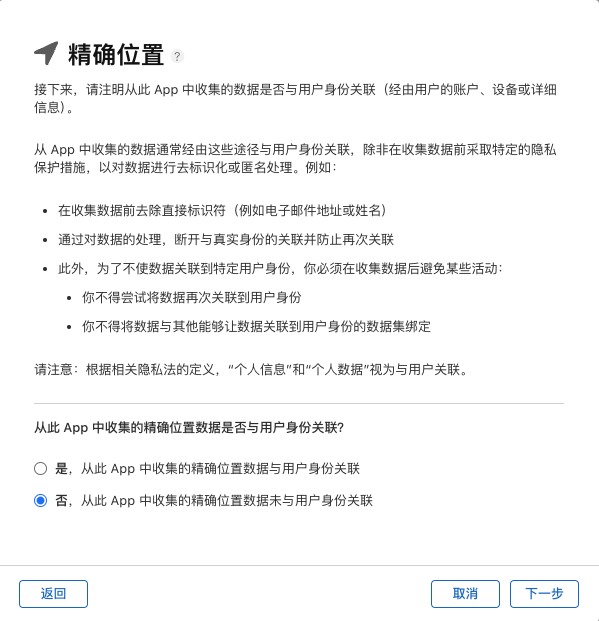 精确位置 ?
接下来，请注明从此 App 中收集的数据是否与用户身份关联（经由用户的账户、设备或详细
信息）。
从 App 中收集的数据通常经由这些途径与用户身份关联，除非在收集数据前采取特定的隐私
保护措施，以对数据进行去标识化或匿名处理。例如：
• 在收集数据前去除直接标识符（例如电子邮件地址或姓名）
• 通过对数据的处理，断开与真实身份的关联并防止再次关联
• 此外，为了不使数据关联到特定用户身份，你必须在收集数据后避免某些活动：
• 你不得尝试将数据再次关联到用户身份
• 你不得将数据与其他能够让数据关联到用户身份的数据集绑定
请注意：根据相关隐私法的定义，“个人信息”和“个人数据”视为与用户关联。
从此 App 中收集的精确位置数据是否与用户身份关联？
是，从此 App 中收集的精确位置数据与用户身份关联
否，从此 App 中收集的精确位置数据未与用户身份关联
返回 取消 下一步